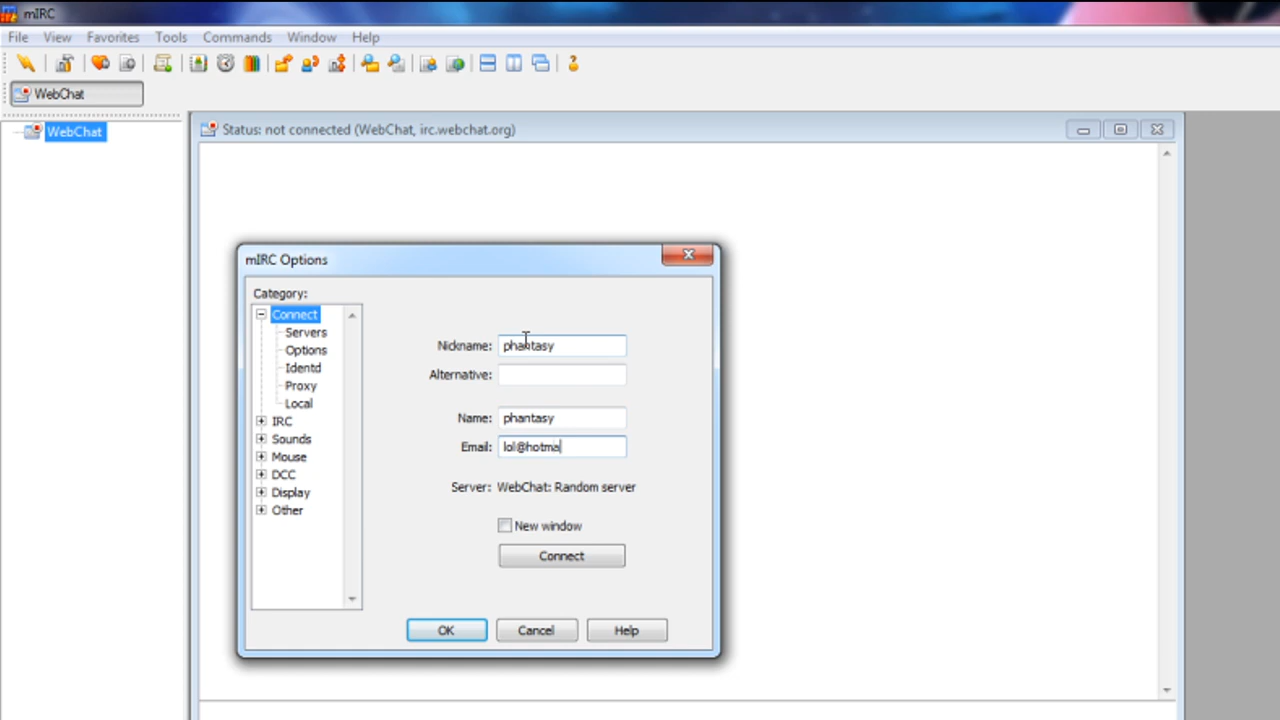 mIRC
File View Favorites Tools Commands Window Help
WebChat
WebChat
Status: not connected (WebChat, irc.webchat.org)
mIRC Options
Category:
Connect
Servers
Options
Identd
Proxy
Local
IRC
Sounds
Mouse
DCC
Display
Other
Nickname: phantasy
Alternative:
Name: phantasy
Email: lol@hotma
Server: WebChat: Random server
New window
Connect
OK Cancel Help